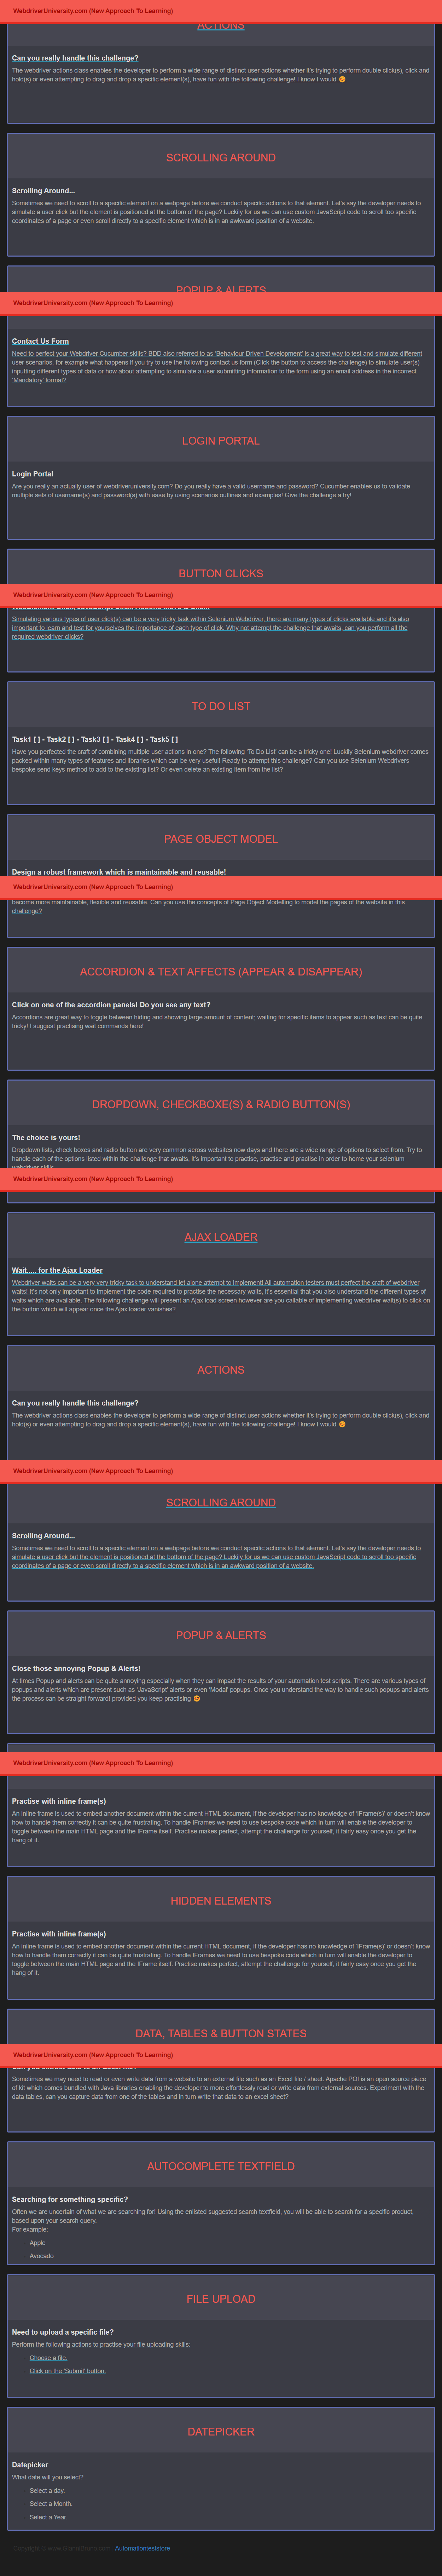 WebdriverUniversity.com (New Approach To Learning)
ACTIONS
Can you really handle this challenge?
The webdriver actions class enables the developer to perform a wide range of distinct user actions whether it's trying to perform double click(s), click and
hold(s) or even attempting to drag and drop a specific element(s), have fun with the following challenge! I know I would 😊
SCROLLING AROUND
Scrolling Around...
Sometimes we need to scroll to a specific element on a webpage before we conduct specific actions to that element. Let's say the developer needs to
simulate a user click but the element is positioned at the bottom of the page? Luckily for us we can use custom JavaScript code to scroll too specific
coordinates of a page or even scroll directly to a specific element which is in an awkward position of a website.
POPUP & ALERTS
WebdriverUniversity.com (New Approach To Learning)
Contact Us Form
Need to perfect your Webdriver Cucumber skills? BDD also referred to as 'Behaviour Driven Development' is a great way to test and simulate different
user scenarios, for example what happens if you try to use the following contact us form (Click the button to access the challenge) to simulate user(s)
inputting different types of data or how about attempting to simulate a user submitting information to the form using an email address in the incorrect
'Mandatory' format?
LOGIN PORTAL
Login Portal
Are you really an actually user of webdriveruniversity.com? Do you really have a valid username and password? Cucumber enables us to validate
multiple sets of username(s) and password(s) with ease by using scenarios outlines and examples! Give the challenge a try!
BUTTON CLICKS
WebdriverUniversity.com (New Approach To Learning)
Simulating various types of user click(s) can be a very tricky task within Selenium Webdriver, there are many types of clicks available and it's also
important to learn and test for yourselves the importance of each type of click. Why not attempt the challenge that awaits, can you perform all the
required webdriver clicks?
TO DO LIST
Task1 [ ] - Task2 [ ] - Task3 [ ] - Task4 [ ] - Task5 [ ]
Have you perfected the craft of combining multiple user actions in one? The following 'To Do List' can be a tricky one! Luckily Selenium webdriver comes
packed within many types of features and libraries which can be very useful! Ready to attempt this challenge? Can you use Selenium Webdrivers
bespoke send keys method to add to the existing list? Or even delete an existing item from the list?
PAGE OBJECT MODEL
Design a robust framework which is maintainable and reusable!
WebdriverUniversity.com (New Approach To Learning)
become more maintainable, flexible and reusable. Can you use the concepts of Page Object Modelling to model the pages of the website in this
challenge?
ACCORDION & TEXT AFFECTS (APPEAR & DISAPPEAR)
Click on one of the accordion panels! Do you see any text?
Accordions are great way to toggle between hiding and showing large amount of content; waiting for specific items to appear such as text can be quite
tricky! I suggest practising wait commands here!
DROPDOWN, CHECKBOXE(S) & RADIO BUTTON(S)
The choice is yours!
Dropdown lists, check boxes and radio button are very common across websites now days and there are a wide range of options to select from. Try to
handle each of the options listed within the challenge that awaits, it's important to practise, practise and practise in order to home your selenium
webdriver skills
WebdriverUniversity.com (New Approach To Learning)
AJAX LOADER
Wait..... for the Ajax Loader
Webdriver waits can be a very very tricky task to understand let alone attempt to implement! All automation testers must perfect the craft of webdriver
waits! It's not only important to implement the code required to practise the necessary waits, it's essential that you also understand the different types of
waits which are available. The following challenge will present an Ajax load screen however are you callable of implementing webdriver wait(s) to click on
the button which will appear once the Ajax loader vanishes?
ACTIONS
Can you really handle this challenge?
The webdriver actions class enables the developer to perform a wide range of distinct user actions whether it's trying to perform double click(s), click and
hold(s) or even attempting to drag and drop a specific element(s), have fun with the following challenge! I know I would 😊
WebdriverUniversity.com (New Approach To Learning)
SCROLLING AROUND
Scrolling Around...
Sometimes we need to scroll to a specific element on a webpage before we conduct specific actions to that element. Let's say the developer needs to
simulate a user click but the element is positioned at the bottom of the page? Luckily for us we can use custom JavaScript code to scroll too specific
coordinates of a page or even scroll directly to a specific element which is in an awkward position of a website.
POPUP & ALERTS
Close those annoying Popup & Alerts!
At times Popup and alerts can be quite annoying especially when they can impact the results of your automation test scripts. There are various types of
popups and alerts which are present such as 'JavaScript' alerts or even 'Modal' popups. Once you understand the way to handle such popups and alerts
the process can be straight forward! provided you keep practising 😊
WebdriverUniversity.com (New Approach To Learning)
Practise with inline frame(s)
An inline frame is used to embed another document within the current HTML document, if the developer has no knowledge of 'IFrame(s)' or doesn't know
how to handle them correctly it can be quite frustrating. To handle IFrames we need to use bespoke code which in turn will enable the developer to
toggle between the main HTML page and the IFrame itself. Practise makes perfect, attempt the challenge for yourself, it fairly easy once you get the
hang of it.
HIDDEN ELEMENTS
Practise with inline frame(s)
An inline frame is used to embed another document within the current HTML document, if the developer has no knowledge of 'IFrame(s)' or doesn't know
how to handle them correctly it can be quite frustrating. To handle IFrames we need to use bespoke code which in turn will enable the developer to
toggle between the main HTML page and the IFrame itself. Practise makes perfect, attempt the challenge for yourself, it fairly easy once you get the
hang of it.
DATA, TABLES & BUTTON STATES
WebdriverUniversity.com (New Approach To Learning)
Sometimes we may need to read or even write data from a website to an external file such as an Excel file / sheet. Apache POI is an open source piece
of kit which comes bundled with Java libraries enabling the developer to more effortlessly read or write data from external sources. Experiment with the
data tables, can you capture data from one of the tables and in turn write that data to an excel sheet?
AUTOCOMPLETE TEXTFIELD
Searching for something specific?
Often we are uncertain of what we are searching for! Using the enlisted suggested search textfield, you will be able to search for a specific product,
based upon your search query.
For example:
Apple
Avocado
FILE UPLOAD
Need to upload a specific file?
Perform the following actions to practise your file uploading skills:
Choose a file.
Click on the 'Submit' button.
DATEPICKER
Datepicker
What date will you select?
Select a day.
Select a Month.
Select a Year.
Automationteststore